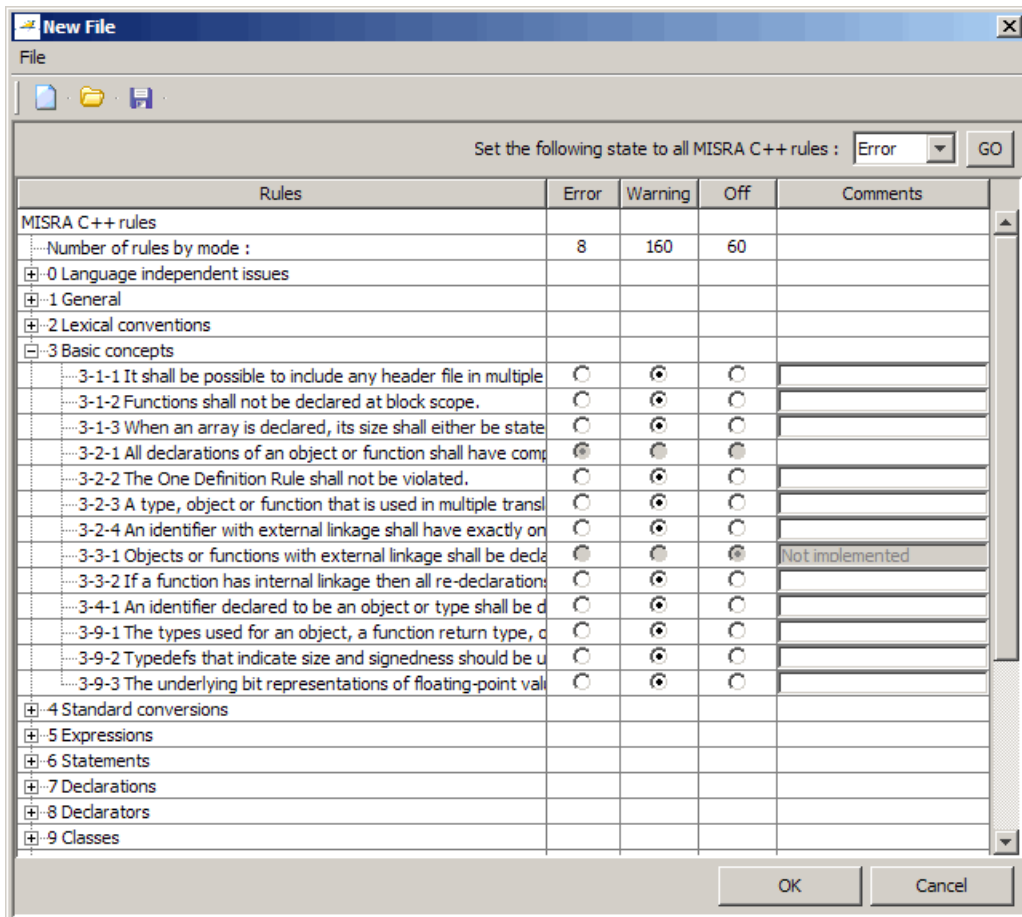 New File
File
Set the following state to all MISRA C++ rules : Error GO
Rules Error Warning Off Comments
MISRA C++ rules
Number of rules by mode : 8 160 60
0 Language independent issues
1 General
2 Lexical conventions
3 Basic concepts
3-1-1 It shall be possible to include any header file in multiple
3-1-2 Functions shall not be declared at block scope.
3-1-3 When an array is declared, its size shall either be state
3-2-1 All declarations of an object or function shall have comp
3-2-2 The One Definition Rule shall not be violated.
3-2-3 A type, object or function that is used in multiple transl
3-2-4 An identifier with external linkage shall have exactly on
3-3-1 Objects or functions with external linkage shall be decla Not implemented
3-3-2 If a function has internal linkage then all re-declarations
3-4-1 An identifier declared to be an object or type shall be d
3-9-1 The types used for an object, a function return type, o
3-9-2 Typedefs that indicate size and signedness should be u
3-9-3 The underlying bit representations of floating-point valu
4 Standard conversions
5 Expressions
6 Statements
7 Declarations
8 Declarators
9 Classes
OK Cancel